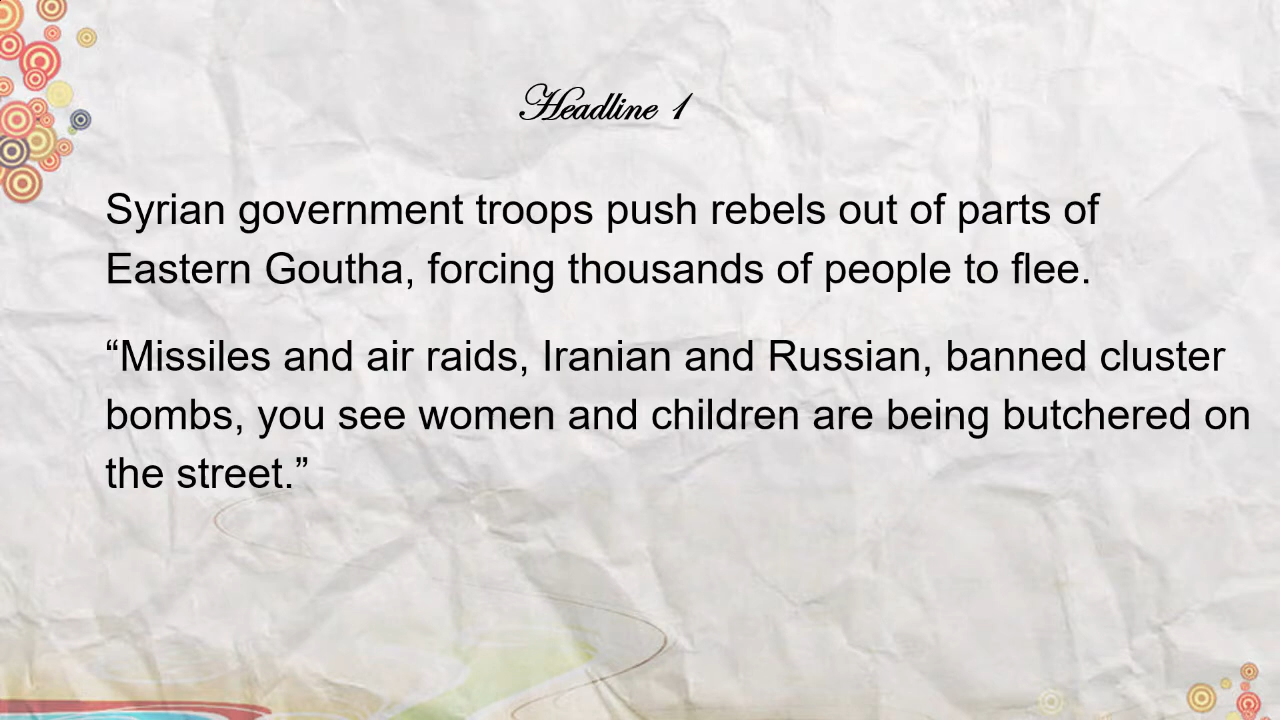 Headline 1
Syrian government troops push rebels out of parts of
Eastern Goutha, forcing thousands of people to flee.
“Missiles and air raids, Iranian and Russian, banned cluster
bombs, you see women and children are being butchered on
the street.”